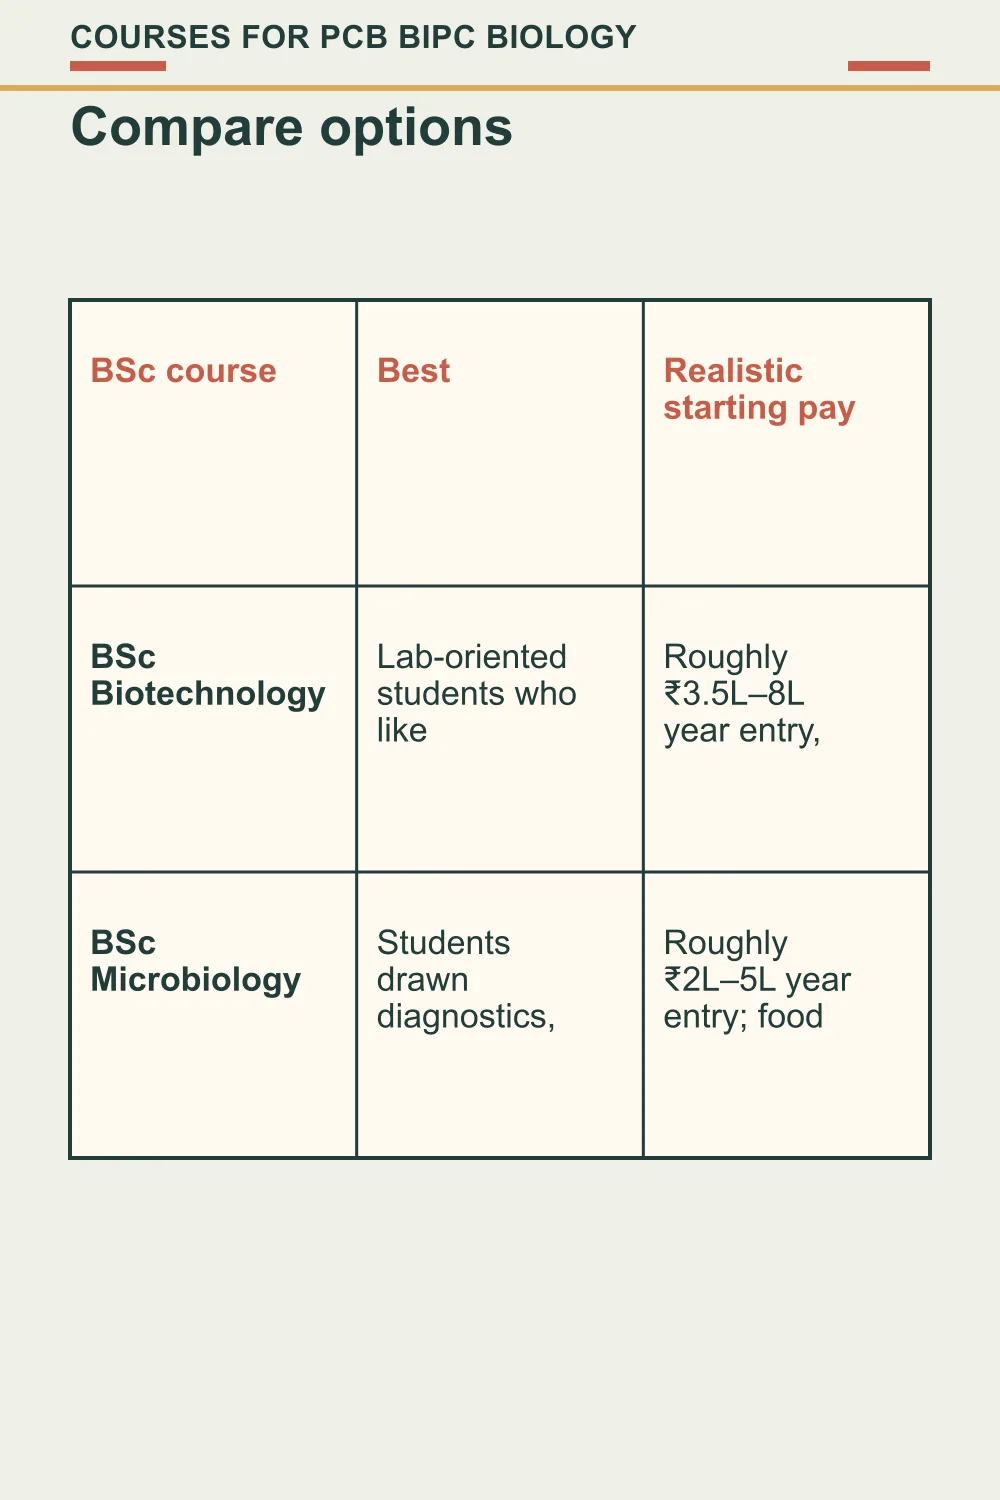 COURSES FOR PCB BIPC BIOLOGY
Compare options
BSc course
Best
Realistic
starting pay
BSc
Biotechnology
Lab-oriented
students who
like
Roughly
₹3.5L–8L
year entry,
BSc
Microbiology
Students
drawn
diagnostics,
Roughly
₹2L–5L year
entry; food